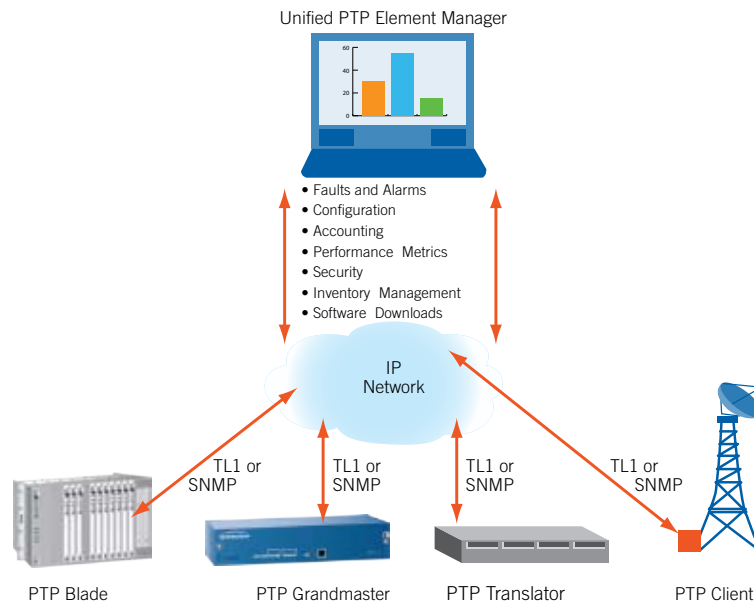 Unified PTP Element Manager
60
40
20
0
• Faults and Alarms
• Configuration
• Accounting
• Performance Metrics
• Security
• Inventory Management
• Software Downloads
IP
Network
TL1 or
SNMP
TL1 or
SNMP
TL1 or
SNMP
TL1 or
SNMP
PTP Blade
PTP Grandmaster
PTP Translator
PTP Client